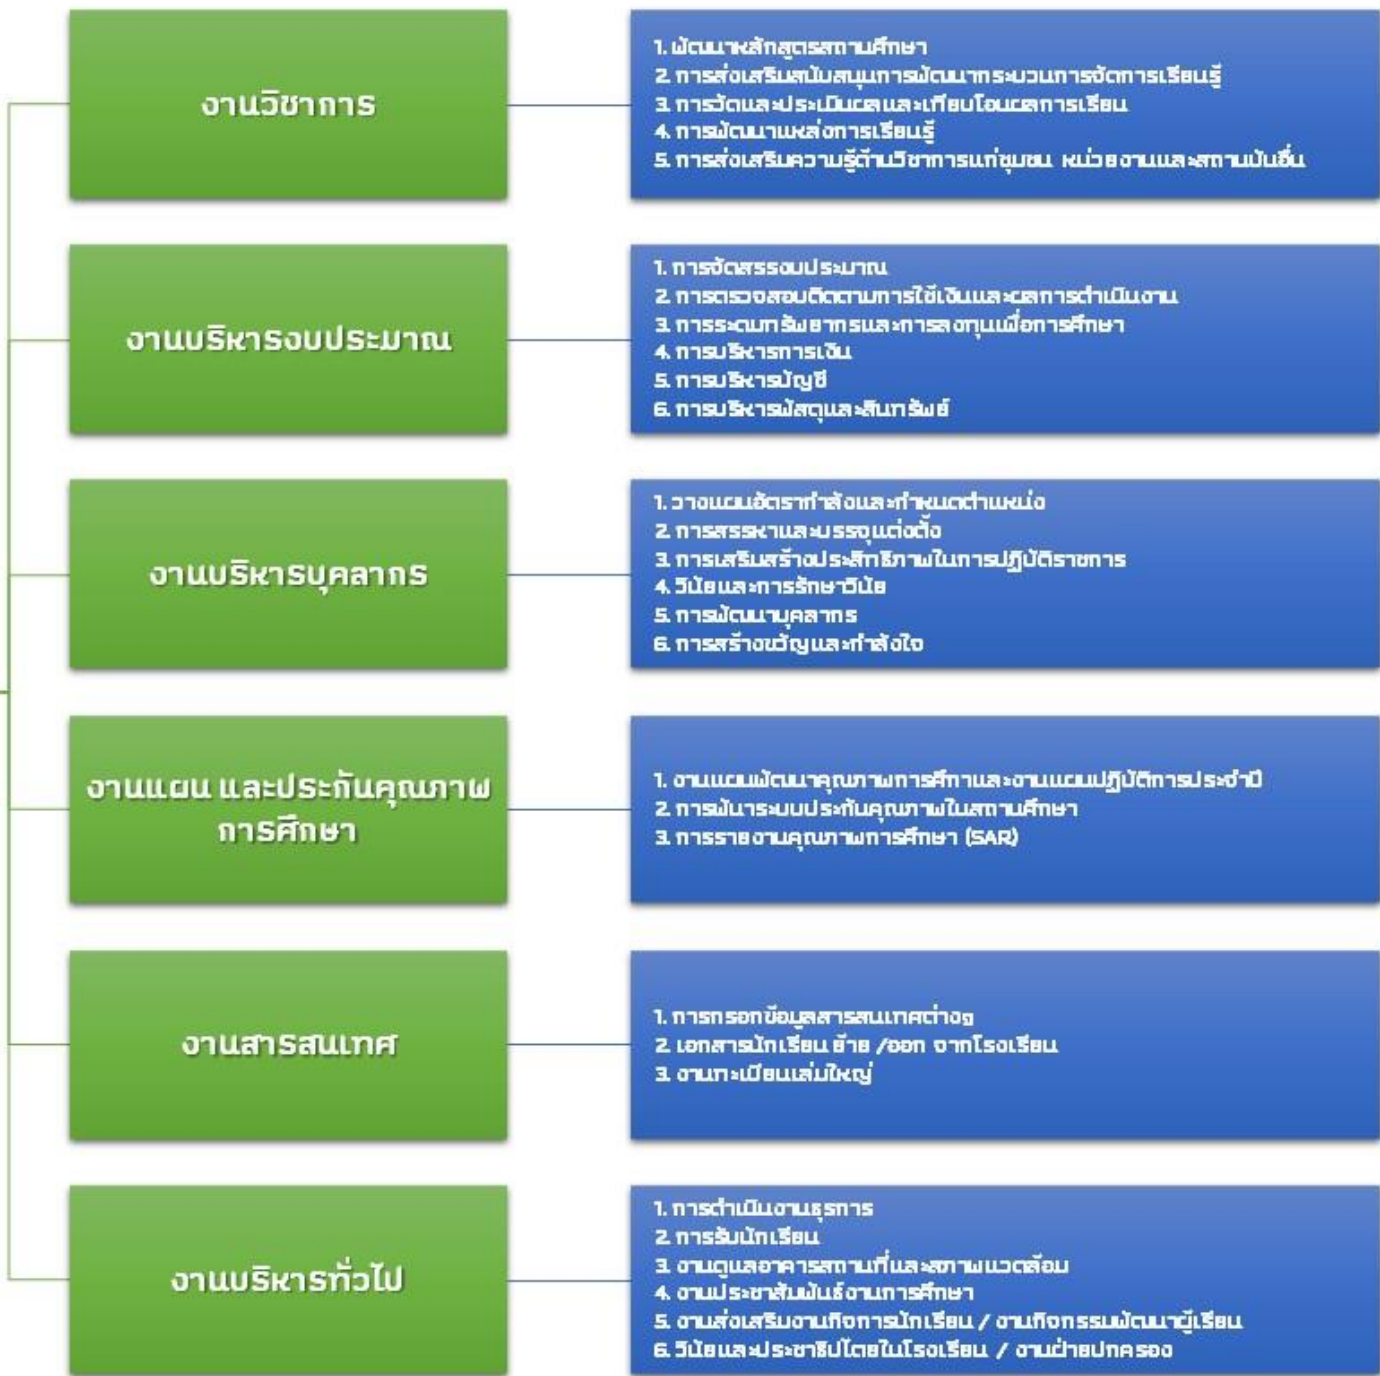 งานวิชาการ
1. พัฒนาหลักสูตรสถานศึกษา
2. การส่งเสริมสนับสนุนการพัฒนากระบวนการจัดการเรียนรู้
3. การวัดและประเมินผลและเทียบโอนผลการเรียน
4. การพัฒนาแหล่งการเรียนรู้
5. การส่งเสริมความรู้ด้านวิชาการแก่ชุมชน หน่วยงานและสถาบันอื่น
งานบริหารงบประมาณ
1. การจัดสรรงบประมาณ
2. การตรวจสอบติดตามการใช้เงินและผลการดำเนินงาน
3. การระดมทรัพยากรและการลงทุนเพื่อการศึกษา
4. การบริหารการเงิน
5. การบริหารบัญชี
6. การบริหารพัสดุและสินทรัพย์
งานบริหารบุคลากร
1. วางแผนอัตรากำลังและกำหนดตำแหน่ง
2. การสรรหาและบรรจุแต่งตั้ง
3. การเสริมสร้างประสิทธิภาพในการปฏิบัติราชการ
4. วินัยและการรักษาวินัย
5. การพัฒนาบุคลากร
6. การสร้างขวัญและกำลังใจ
งานแผน และประกันคุณภาพ
การศึกษา
1. งานแผนพัฒนาคุณภาพการศึกาและงานแผนปฏิบัติการประจำปี
2. การพันาระบบประกันคุณภาพในสถานศึกษา
3. การรายงานคุณภาพการศึกษา (SAR)
งานสารสนเทศ
1. การกรอกข้อมูลสารสนเทศต่างๆ
2. เอกสารนักเรียน ย้าย /ออก จากโรงเรียน
3. งานทะเบียนเล่มใหญ่
งานบริหารทั่วไป
1. การดำเนินงานธุรการ
2. การรับนักเรียน
3. งานดูแลอาคารสถานที่และสภาพแวดล้อม
4. งานประชาสัมพันธ์งานการศึกษา
5. งานส่งเสริมงานกิจการนักเรียน / งานกิจกรรมพัฒนาผู้เรียน
6. วินัยและประชาธิปไตยในโรงเรียน / งานฝ่ายปกครอง